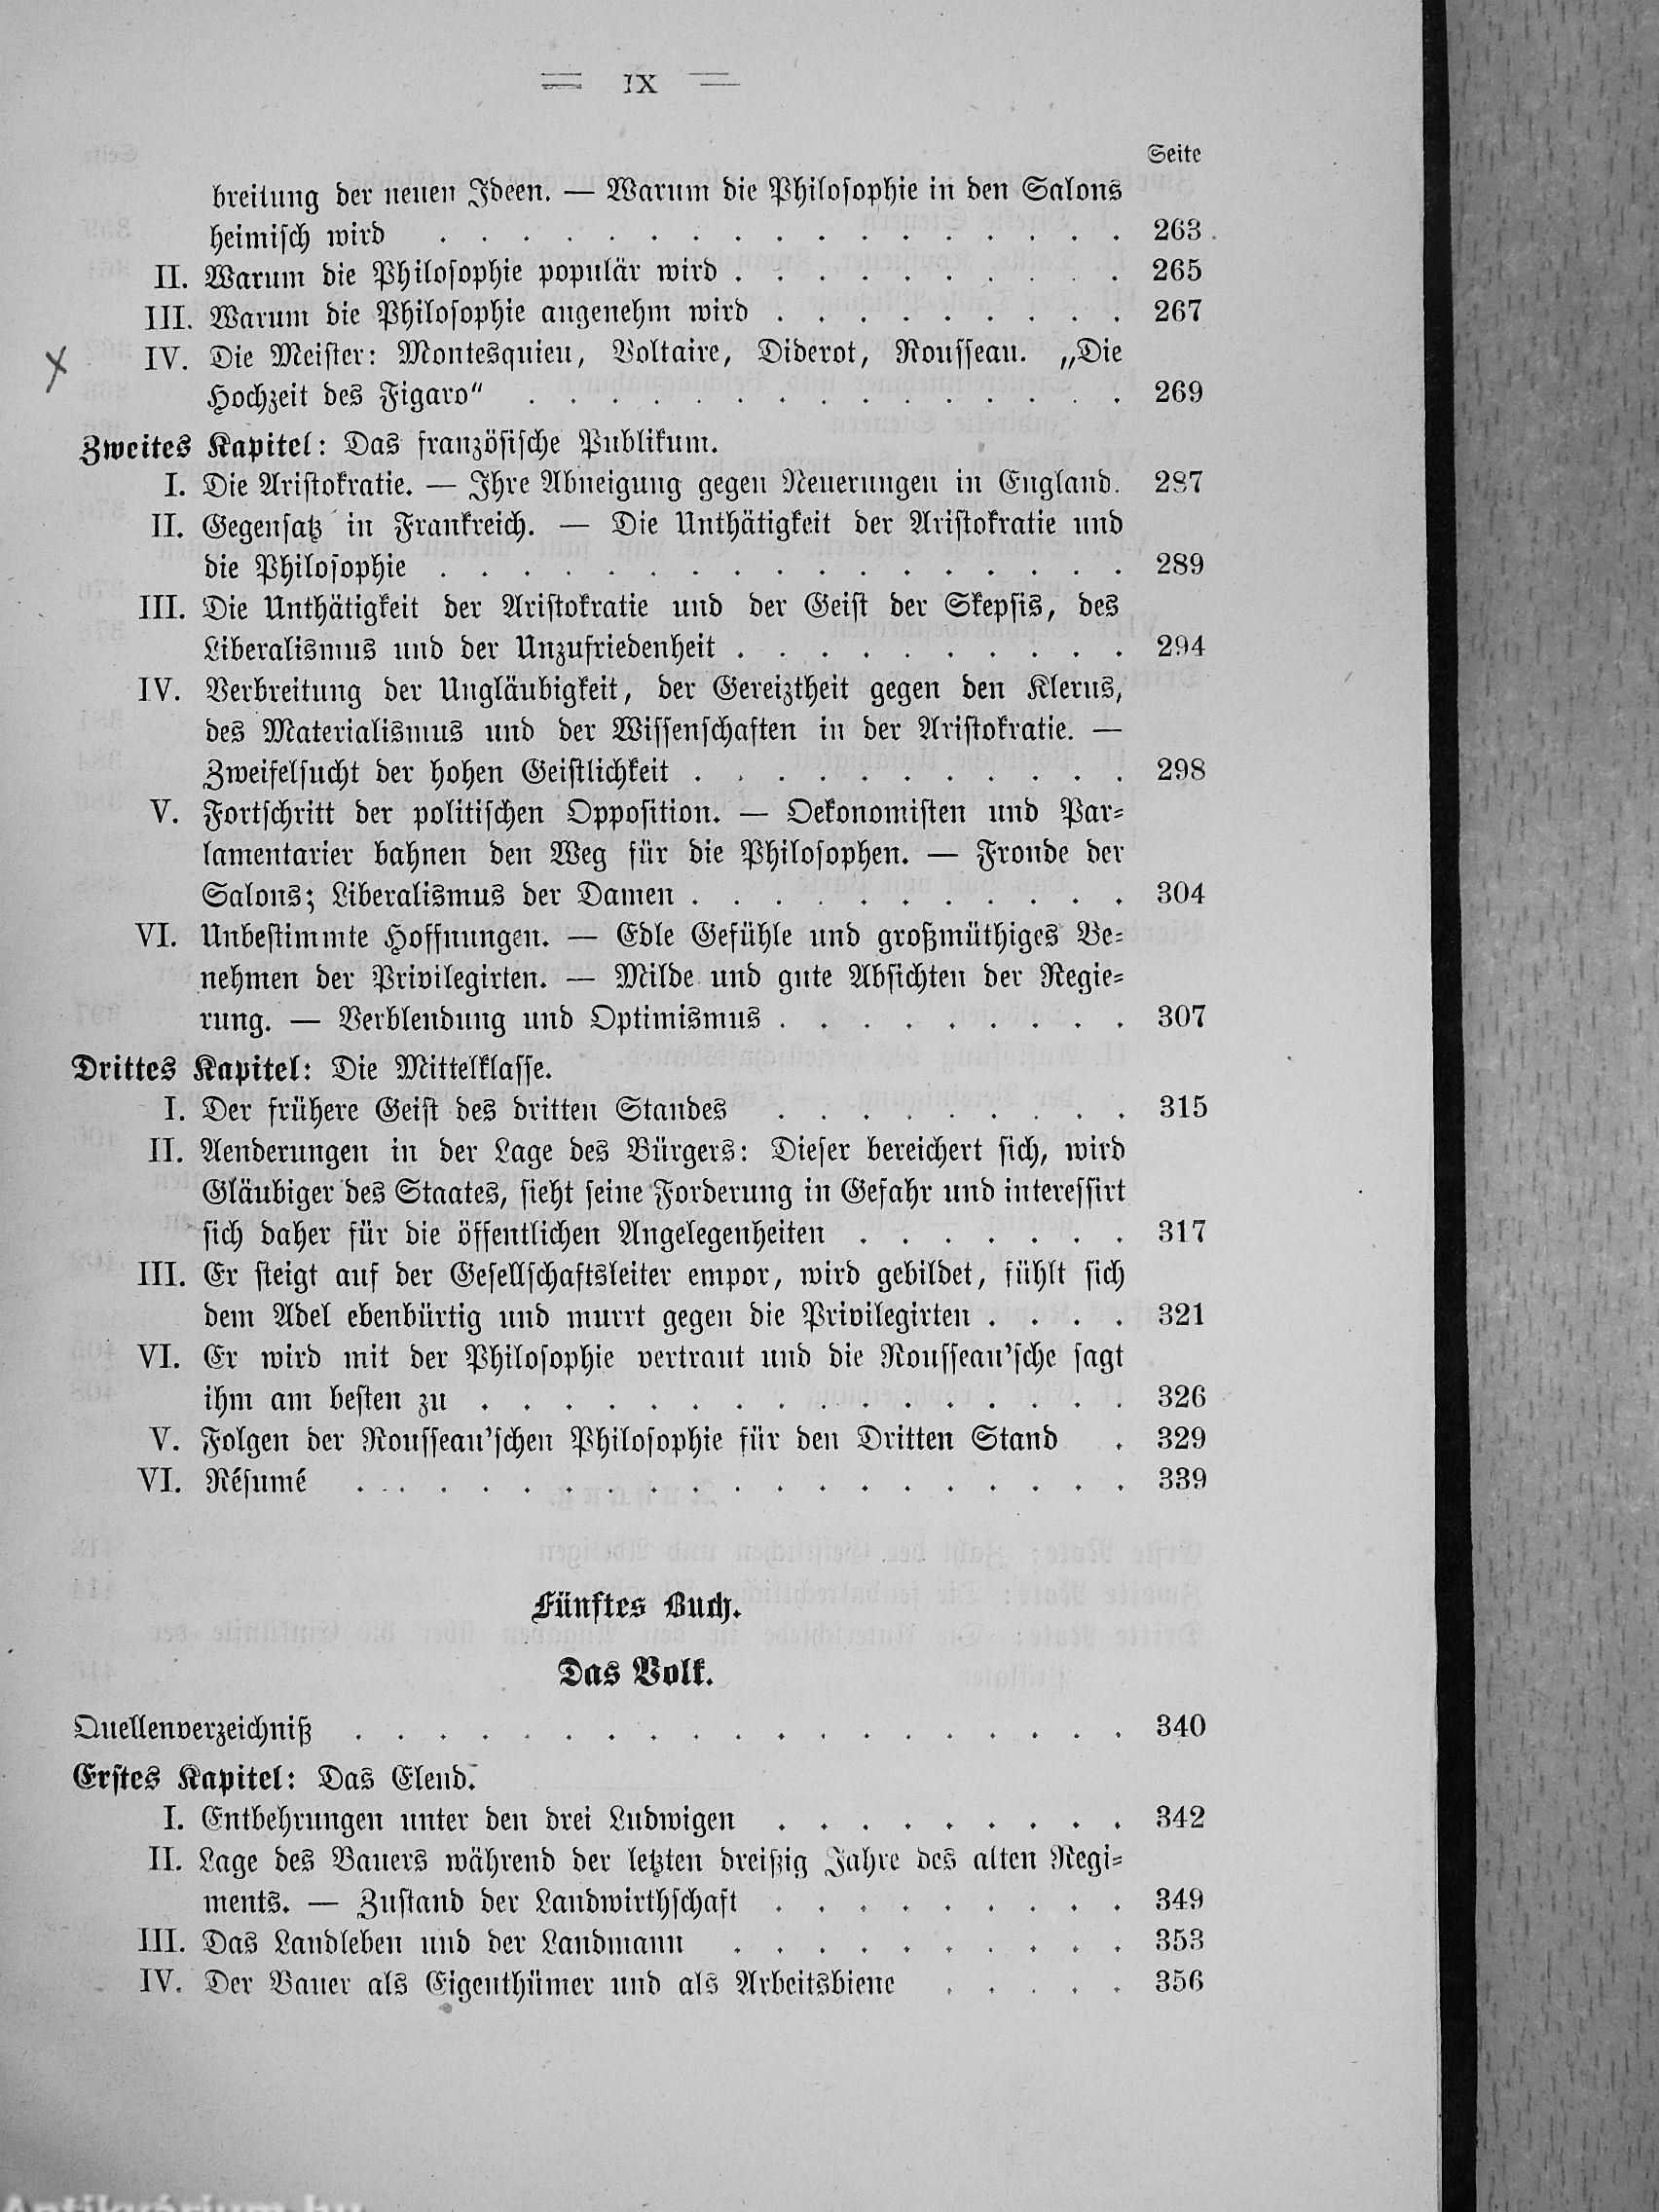 IX
Seite
breitung der neuen Ideen. — Warum die Philosophie in den Salons
heimisch wird . . . . . . . . . . . . . . . . . 263
II. Warum die Philosophie populär wird . . . . . . . . . . 265
III. Warum die Philosophie angenehm wird . . . . . . . . . 267
IV. Die Meister: Montesquieu, Voltaire, Diderot, Rousseau. „Die
Hochzeit des Figaro“ . . . . . . . . . . . . . . . 269
Zweites Kapitel: Das französische Publikum.
I. Die Aristokratie. — Ihre Abneigung gegen Neuerungen in England. 287
II. Gegensatz in Frankreich. — Die Unthätigkeit der Aristokratie und
die Philosophie . . . . . . . . . . . . . . . . . 289
III. Die Unthätigkeit der Aristokratie und der Geist der Skepsis, des
Liberalismus und der Unzufriedenheit . . . . . . . . . . 294
IV. Verbreitung der Ungläubigkeit, der Gereiztheit gegen den Klerus,
des Materialismus und der Wissenschaften in der Aristokratie. —
Zweifelsucht der hohen Geistlichkeit . . . . . . . . . . . 298
V. Fortschritt der politischen Opposition. — Oekonomisten und Par-
lamentarier bahnen den Weg für die Philosophen. — Fronde der
Salons; Liberalismus der Damen . . . . . . . . . . . 304
VI. Unbestimmte Hoffnungen. — Edle Gefühle und großmüthiges Be-
nehmen der Privilegirten. — Milde und gute Absichten der Regie-
rung. — Verblendung und Optimismus . . . . . . . . . 307
Drittes Kapitel: Die Mittelklasse.
I. Der frühere Geist des dritten Standes . . . . . . . . . 315
II. Aenderungen in der Lage des Bürgers: Dieser bereichert sich, wird
Gläubiger des Staates, sieht seine Forderung in Gefahr und interessirt
sich daher für die öffentlichen Angelegenheiten . . . . . . . 317
III. Er steigt auf der Gesellschaftsleiter empor, wird gebildet, fühlt sich
dem Adel ebenbürtig und murrt gegen die Privilegirten . . . . 321
VI. Er wird mit der Philosophie vertraut und die Rousseau'sche sagt
ihm am besten zu . . . . . . . . . . . . . . . . 326
V. Folgen der Rousseau'schen Philosophie für den Dritten Stand . 329
VI. Résumé . . . . . . . . . . . . . . . . . . . 339
Fünftes Buch.
Das Volk.
Quellenverzeichniß . . . . . . . . . . . . . . . . . . . 340
Erstes Kapitel: Das Elend.
I. Entbehrungen unter den drei Ludwigen . . . . . . . . . 342
II. Lage des Bauers während der letzten dreißig Jahre des alten Regi-
ments. — Zustand der Landwirthschaft . . . . . . . . . 349
III. Das Landleben und der Landmann . . . . . . . . . . 353
IV. Der Bauer als Eigenthümer und als Arbeitsbiene . . . . . 356
Antikvárium.hu